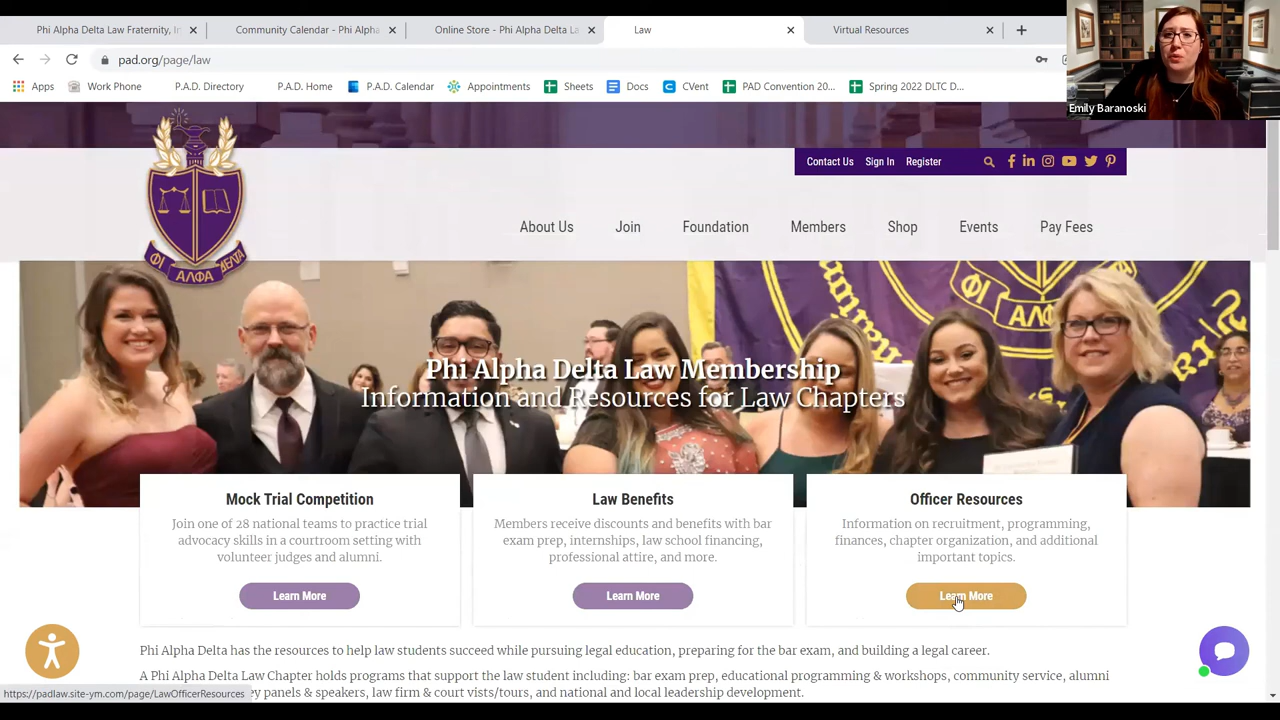 Phi Alpha Delta Law Fraternity, In
Community Calendar - Phi Alpha
Online Store - Phi Alpha Delta La
Law
Virtual Resources
pad.org/page/law
Apps
Work Phone
P.A.D. Directory
P.A.D. Home
P.A.D. Calendar
Appointments
Sheets
Docs
CVent
PAD Convention 20...
Spring 2022 DLTC D...
Emily Baranoski
Contact Us
Sign In
Register
About Us
Join
Foundation
Members
Shop
Events
Pay Fees
ΦΙ ΑΛΦΑ ΔΕΛΤΑ
Phi Alpha Delta Law Membership
Information and Resources for Law Chapters
Mock Trial Competition
Join one of 28 national teams to practice trial
advocacy skills in a courtroom setting with
volunteer judges and alumni.
Learn More
Law Benefits
Members receive discounts and benefits with bar
exam prep, internships, law school financing,
professional attire, and more.
Learn More
Officer Resources
Information on recruitment, programming,
finances, chapter organization, and additional
important topics.
Learn More
Phi Alpha Delta has the resources to help law students succeed while pursuing legal education, preparing for the bar exam, and building a legal career.
A Phi Alpha Delta Law Chapter holds programs that support the law student including: bar exam prep, educational programming & workshops, community service, alumni
panels & speakers, law firm & court vists/tours, and national and local leadership development.
https://padlaw.site-ym.com/page/LawOfficerResources